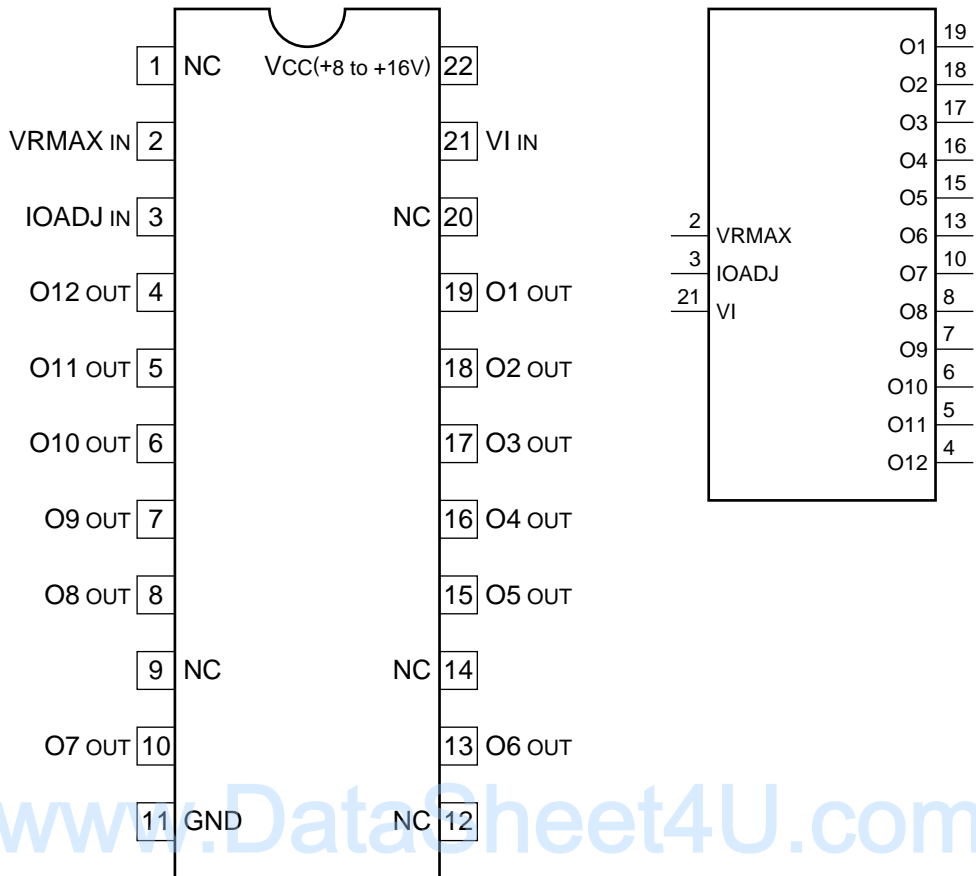 1 NC VCC(+8 to +16V) 22
VRMAX IN 2 21 VI IN
IOADJ IN 3 NC 20
O12 OUT 4 19 O1 OUT
O11 OUT 5 18 O2 OUT
O10 OUT 6 17 O3 OUT
O9 OUT 7 16 O4 OUT
O8 OUT 8 15 O5 OUT
9 NC NC 14
O7 OUT 10 13 O6 OUT
11 GND NC 12
2 VRMAX
3 IOADJ
21 VI
O1 19
O2 18
O3 17
O4 16
O5 15
O6 13
O7 10
O8 8
O9 7
O10 6
O11 5
O12 4
www.DataSheet4U.com